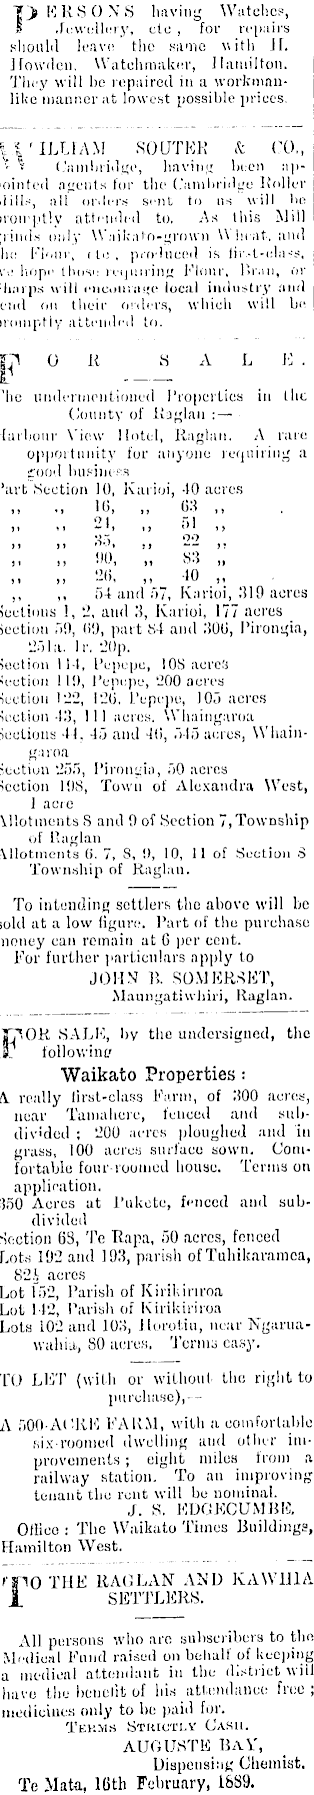 PERSONS having Watches,
Jewellery, etc, for repairs
should leave the same with H.
Howden, Watchmaker, Hamilton.
They will be repaired in a workman-
like manner at lowest possible prices.
WILLIAM SOUTER & CO.,
Cambridge, having been ap-
pointed agents for the Cambridge Roller
Mills, all orders sent to us will be
promptly attended to. As this Mill
grinds only Waikato-grown Wheat, and
the Flour, etc., produced is first-class,
we hope those requiring Flour, Bran, or
Sharps will encourage local industry and
send on their orders, which will be
promptly attended to.
FOR SALE.
The undermentioned Properties in the
County of Raglan :—
Harbour View Hotel, Raglan. A rare
opportunity for anyone requiring a
good business
Part Section 10, Karioi, 40 acres
„ „ 16, „ 63 „
„ „ 24, „ 51 „
„ „ 35, „ 22 „
„ „ 90, „ 83 „
„ „ 26, „ 40 „
„ „ 54 and 57, Karioi, 319 acres
Sections 1, 2, and 3, Karioi, 177 acres
Section 59, 69, part 84 and 306, Pirongia,
251a. 1r. 20p.
Section 114, Pepepe, 108 acres
Section 119, Pepepe, 200 acres
Section 122, 126, Pepepe, 105 acres
Section 43, 111 acres, Whaingaroa
Sections 44, 45 and 46, 545 acres, Whain-
garoa
Section 255, Pirongia, 50 acres
Section 198, Town of Alexandra West,
1 acre
Allotments 8 and 9 of Section 7, Township
of Raglan
Allotments 6, 7, 8, 9, 10, 11 of Section 8
Township of Raglan.
To intending settlers the above will be
sold at a low figure. Part of the purchase
money can remain at 6 per cent.
For further particulars apply to
JOHN B. SOMERSET,
Maungatiwhiri, Raglan.
FOR SALE, by the undersigned, the
following
Waikato Properties :
A really first-class Farm, of 300 acres,
near Tamahere, fenced and sub-
divided ; 200 acres ploughed and in
grass, 100 acres surface sown. Com-
fortable four-roomed house. Terms on
application.
350 Acres at Pukete, fenced and sub-
divided
Section 68, Te Rapa, 50 acres, fenced
Lots 192 and 193, parish of Tuhikaramea,
82½ acres
Lot 152, Parish of Kirikiriroa
Lot 142, Parish of Kirikiriroa
Lots 102 and 103, Horotiu, near Ngarua-
wahia, 80 acres. Terms easy.
TO LET (with or without the right to
purchase),—
A 500-ACRE FARM, with a comfortable
six-roomed dwelling and other im-
provements ; eight miles from a
railway station. To an improving
tenant the rent will be nominal.
J. S. EDGECUMBE,
Office : The Waikato Times Buildings,
Hamilton West.
TO THE RAGLAN AND KAWHIA
SETTLERS.
All persons who are subscribers to the
Medical Fund raised on behalf of keeping
a medical attendant in the district will
have the benefit of his attendance free ;
medicines only to be paid for.
TERMS STRICTLY CASH.
AUGUSTE BAY,
Dispensing Chemist.
Te Mata, 16th February, 1889.